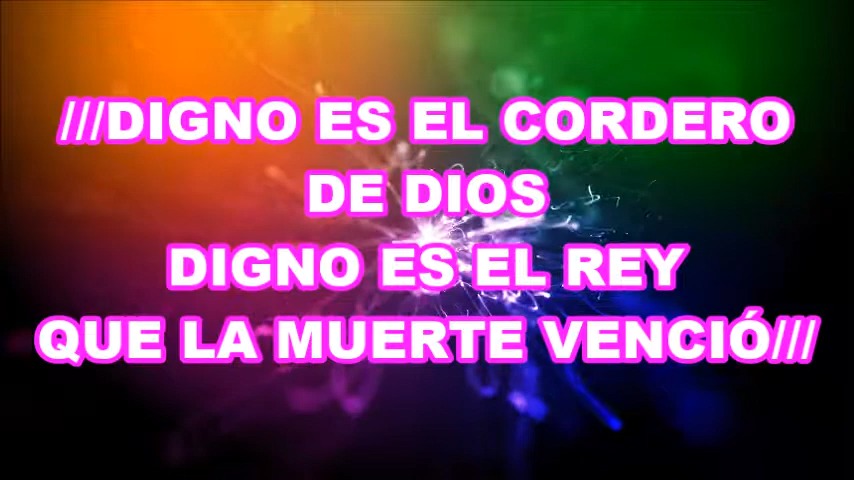 ///DIGNO ES EL CORDERO
DE DIOS
DIGNO ES EL REY
QUE LA MUERTE VENCIÓ///